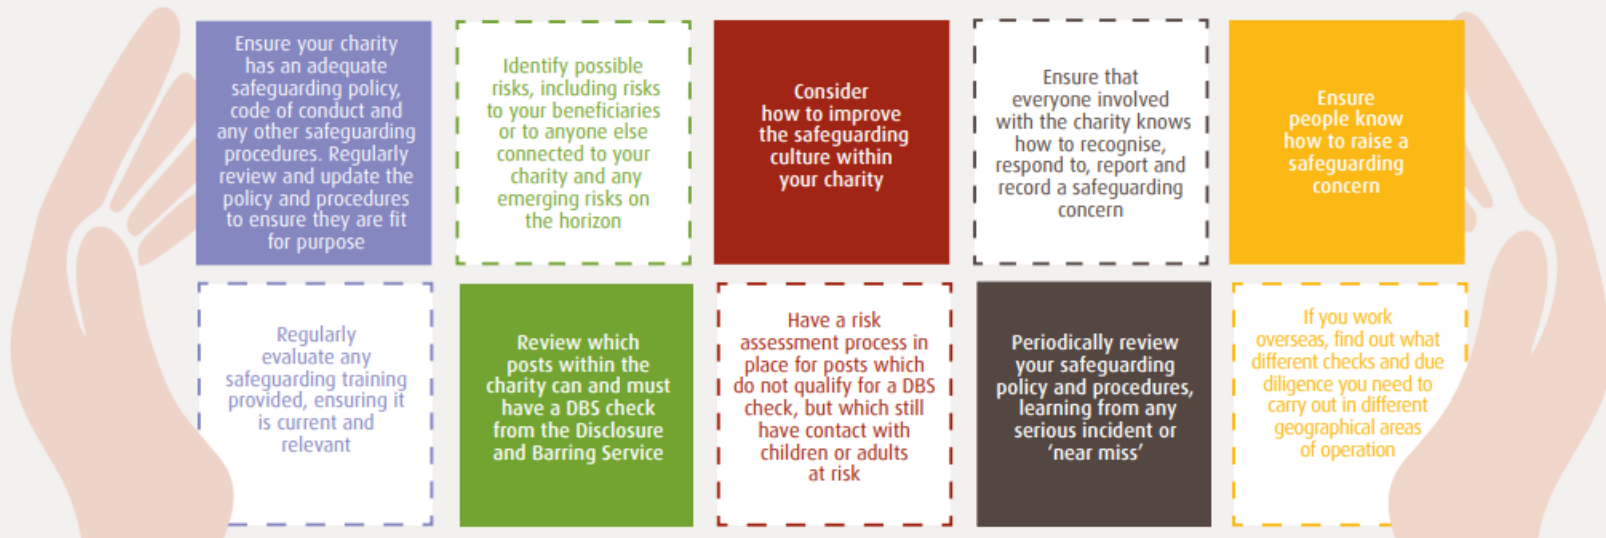 Ensure your charity
has an adequate
safeguarding policy,
code of conduct and
any other safeguarding
procedures. Regularly
review and update the
policy and procedures
to ensure they are fit
for purpose
Identify possible
risks, including risks
to your beneficiaries
or to anyone else
connected to your
charity and any
emerging risks on
the horizon
Consider
how to improve
the safeguarding
culture within
your charity
Ensure that
everyone involved
with the charity knows
how to recognise,
respond to, report and
record a safeguarding
concern
Ensure
people know
how to raise a
safeguarding
concern
Regularly
evaluate any
safeguarding training
provided, ensuring it
is current and
relevant
Review which
posts within the
charity can and must
have a DBS check
from the Disclosure
and Barring Service
Have a risk
assessment process in
place for posts which
do not qualify for a DBS
check, but which still
have contact with
children or adults
at risk
Periodically review
your safeguarding
policy and procedures,
learning from any
serious incident or
‘near miss’
If you work
overseas, find out what
different checks and due
diligence you need to
carry out in different
geographical areas
of operation